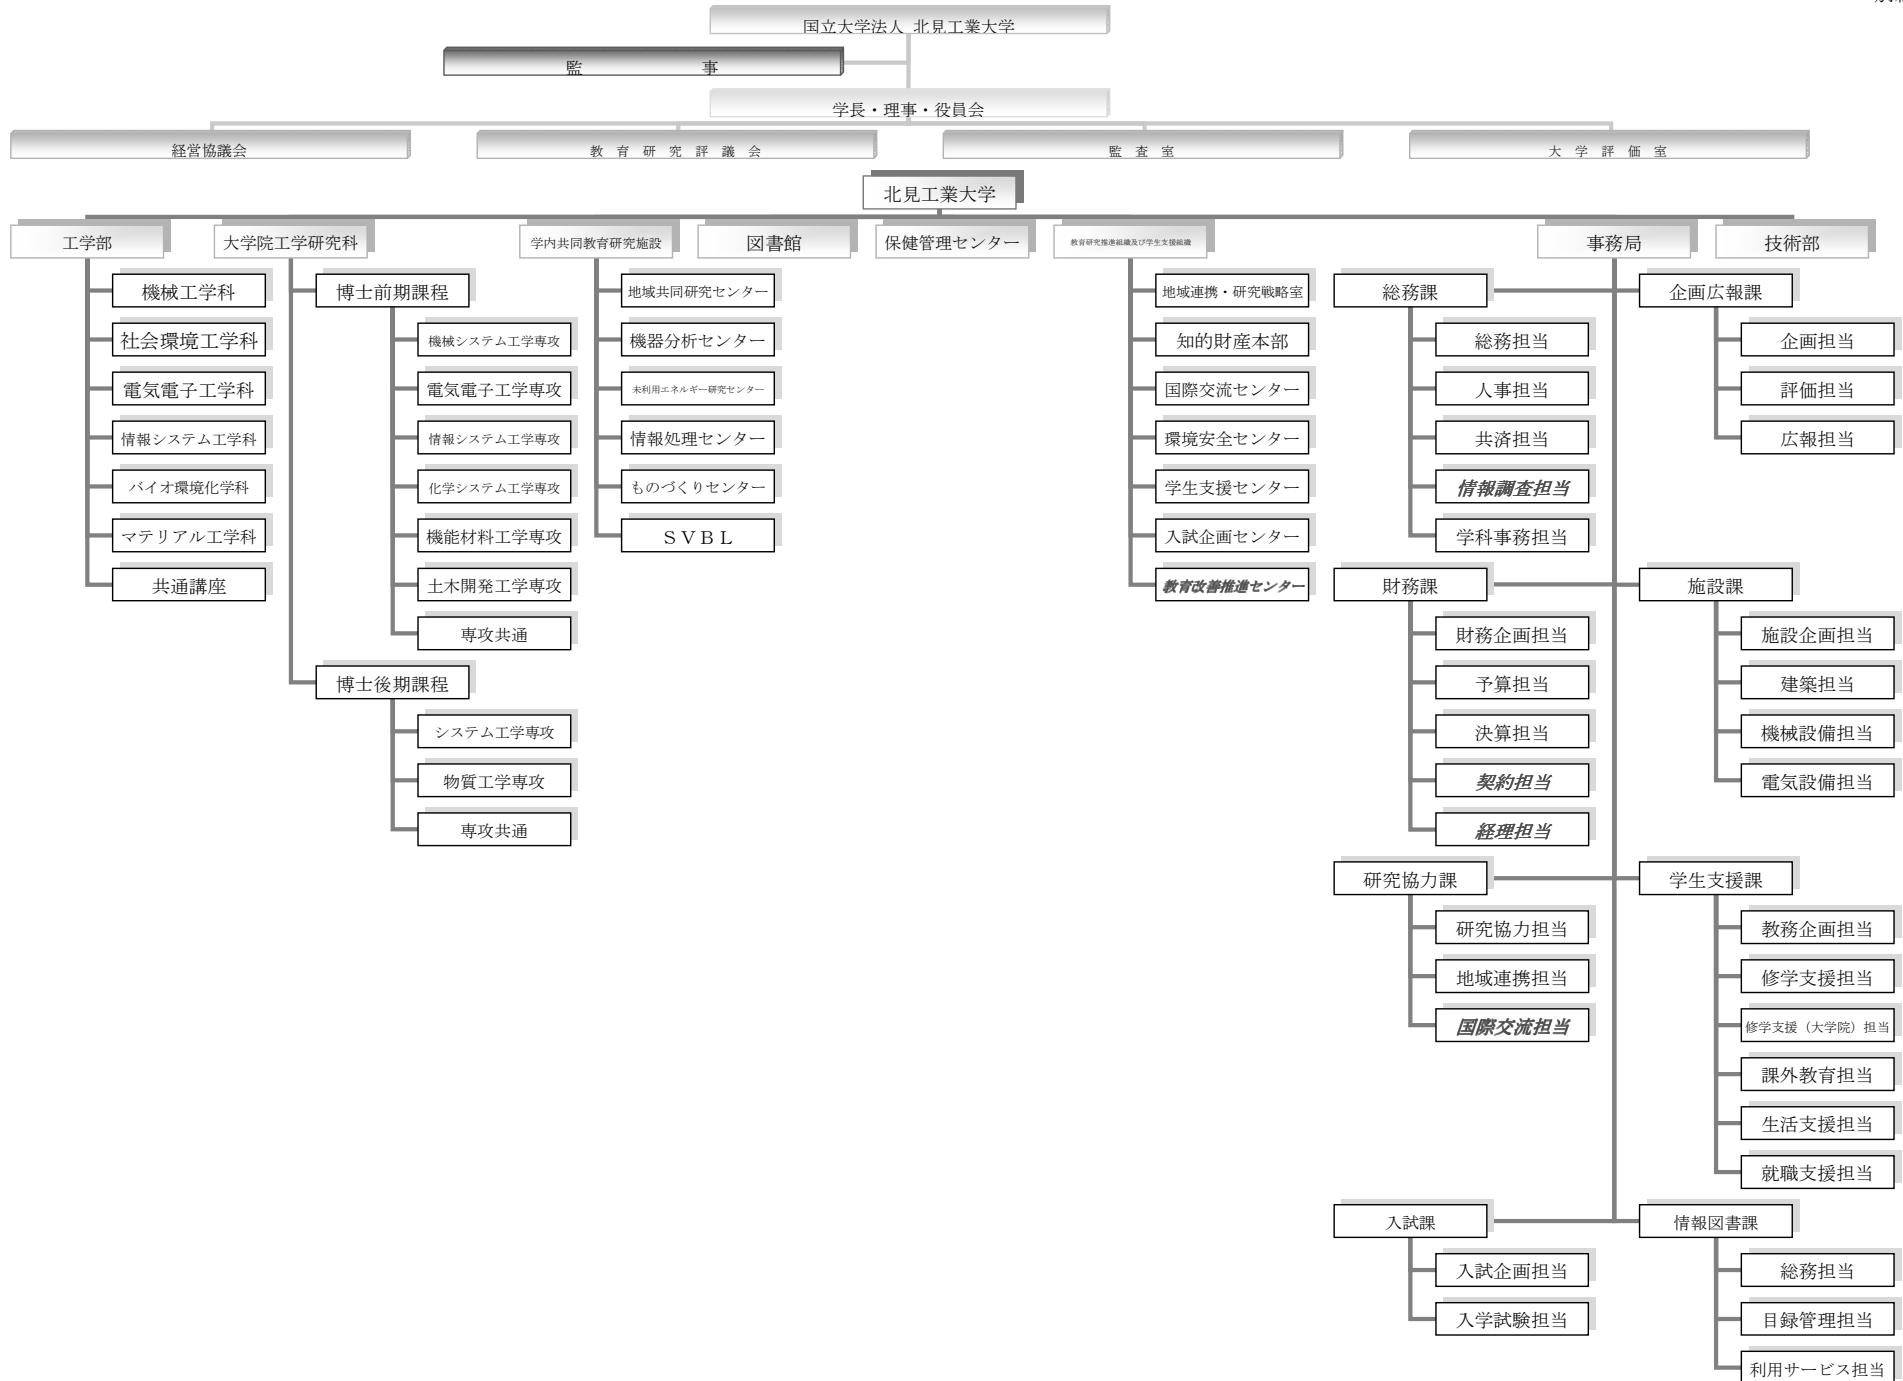 国立大学法人 北見工業大学
監 事
学長・理事・役員会
経営協議会
教 育 研 究 評 議 会
監 査 室
大 学 評 価 室
北見工業大学
工学部
機械工学科
社会環境工学科
電気電子工学科
情報システム工学科
バイオ環境化学科
マテリアル工学科
共通講座
大学院工学研究科
博士前期課程
機械システム工学専攻
電気電子工学専攻
情報システム工学専攻
化学システム工学専攻
機能材料工学専攻
土木開発工学専攻
専攻共通
博士後期課程
システム工学専攻
物質工学専攻
専攻共通
学内共同教育研究施設
地域共同研究センター
機器分析センター
未利用エネルギー研究センター
情報処理センター
ものづくりセンター
ＳＶＢＬ
図書館
保健管理センター
教育研究推進組織及び学生支援組織
地域連携・研究戦略室
知的財産本部
国際交流センター
環境安全センター
学生支援センター
入試企画センター
教育改善推進センター
事務局
総務課
総務担当
人事担当
共済担当
情報調査担当
学科事務担当
企画広報課
企画担当
評価担当
広報担当
財務課
財務企画担当
予算担当
決算担当
契約担当
経理担当
施設課
施設企画担当
建築担当
機械設備担当
電気設備担当
研究協力課
研究協力担当
地域連携担当
国際交流担当
学生支援課
教務企画担当
修学支援担当
修学支援（大学院）担当
課外教育担当
生活支援担当
就職支援担当
入試課
入試企画担当
入学試験担当
情報図書課
総務担当
目録管理担当
利用サービス担当
技術部